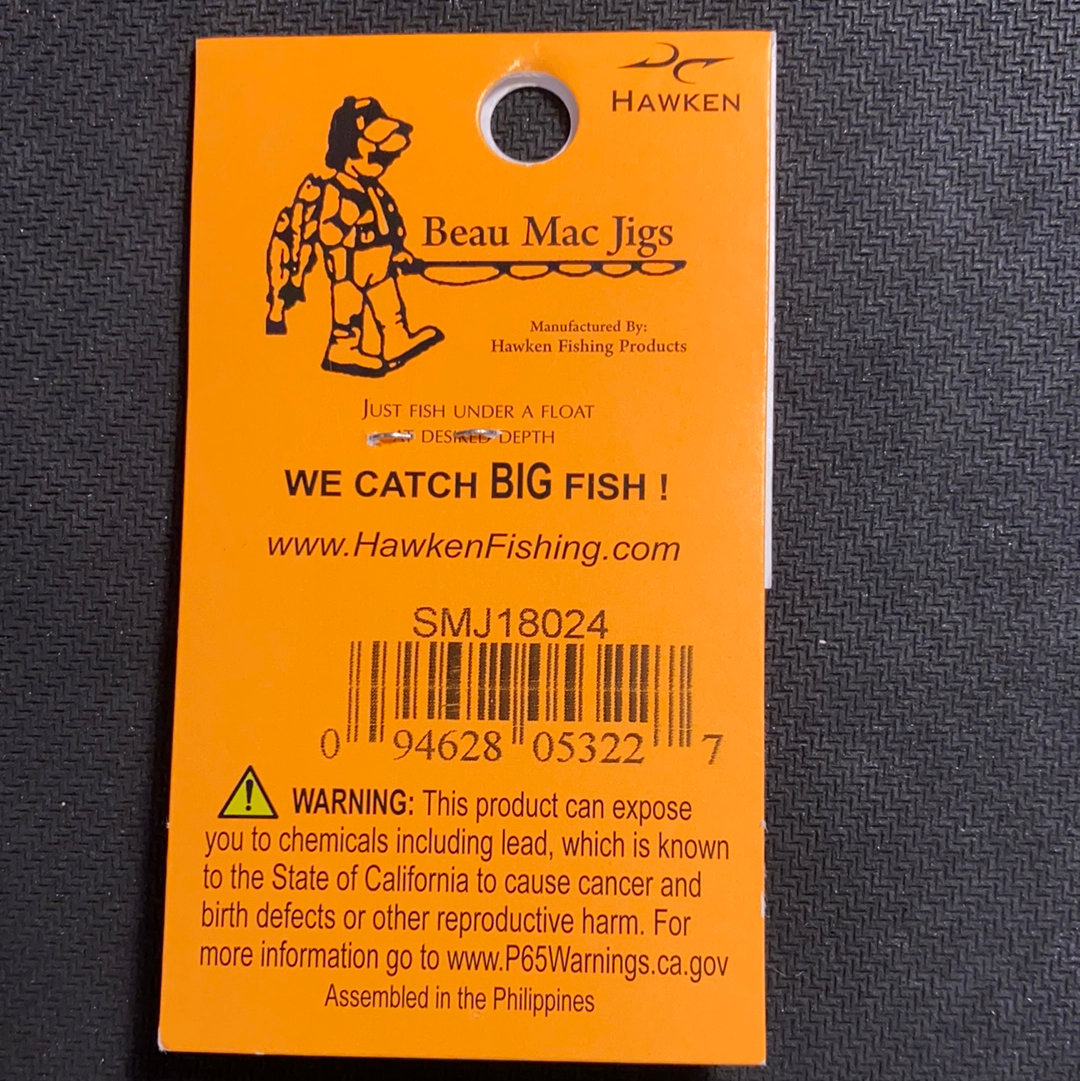 HAWKEN
Beau Mac Jigs
Manufactured By:
Hawken Fishing Products
JUST FISH UNDER A FLOAT
AT DESIRED DEPTH
WE CATCH BIG FISH !
www.HawkenFishing.com
SMJ18024
0 94628 05322 7
WARNING: This product can expose
you to chemicals including lead, which is known
to the State of California to cause cancer and
birth defects or other reproductive harm. For
more information go to www.P65Warnings.ca.gov
Assembled in the Philippines